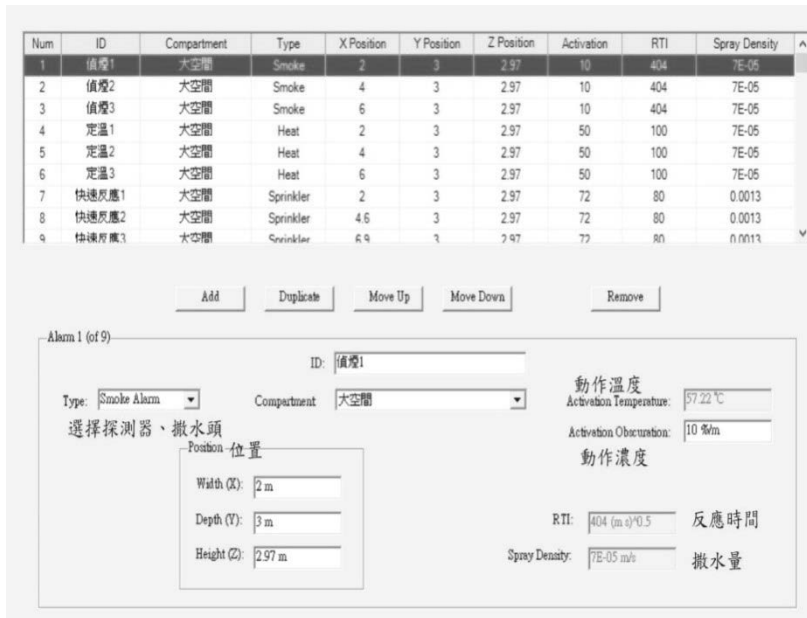 Num ID Compartment Type X Position Y Position Z Position Activation RTI Spray Density
1 偵煙1 大空間 Smoke 2 3 2.97 10 404 7E-05
2 偵煙2 大空間 Smoke 4 3 2.97 10 404 7E-05
3 偵煙3 大空間 Smoke 6 3 2.97 10 404 7E-05
4 定溫1 大空間 Heat 2 3 2.97 50 100 7E-05
5 定溫2 大空間 Heat 4 3 2.97 50 100 7E-05
6 定溫3 大空間 Heat 6 3 2.97 50 100 7E-05
7 快速反應1 大空間 Sprinkler 2 3 2.97 72 80 0.0013
8 快速反應2 大空間 Sprinkler 4.6 3 2.97 72 80 0.0013
9 快速反應3 大空間 Sprinkler 6.9 3 2.97 72 80 0.0013
Add Duplicate Move Up Move Down Remove
Alarm 1 (of 9)
ID: 偵煙1
動作溫度
Type: Smoke Alarm Compartment 大空間 Activation Temperature: 57.22 °C
選擇探測器、撒水頭 Activation Obscuration: 10 %/m
Position 位置 動作濃度
Width (X): 2 m
Depth (Y): 3 m RTI: 404 (m s)^0.5 反應時間
Height (Z): 2.97 m Spray Density: 7E-05 m/s 撒水量